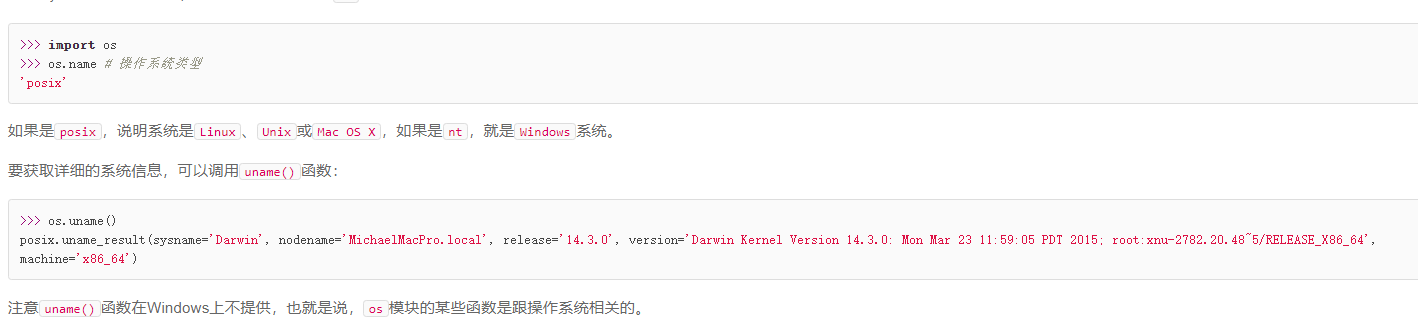 >>> import os
>>> os.name # 操作系统类型
'posix'
如果是posix，说明系统是Linux、Unix或Mac OS X，如果是nt，就是Windows系统。
要获取详细的系统信息，可以调用uname()函数：
>>> os.uname()
posix.uname_result(sysname='Darwin', nodename='MichaelMacPro.local', release='14.3.0', version='Darwin Kernel Version 14.3.0: Mon Mar 23 11:59:05 PDT 2015; root:xnu-2782.20.48~5/RELEASE_X86_64',
machine='x86_64')
注意uname()函数在Windows上不提供，也就是说，os模块的某些函数是跟操作系统相关的。